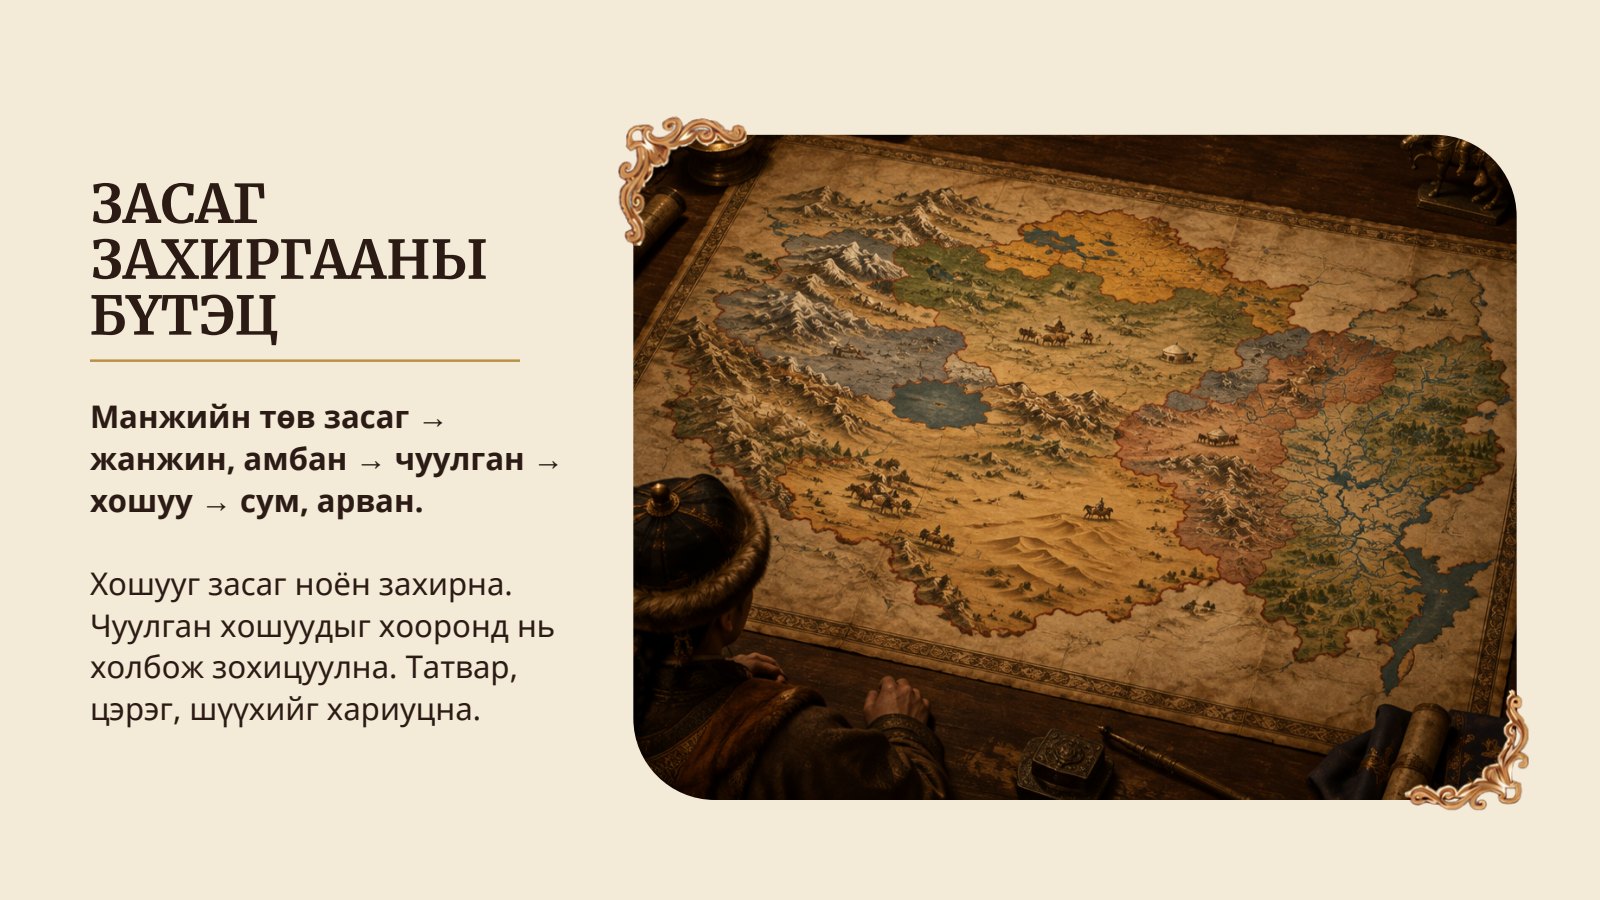 ЗАСАГ
ЗАХИРГААНЫ
БҮТЭЦ
Манжийн төв засаг →
жанжин, амбан → чуулган →
хошуу → сум, арван.
Хошууг засаг ноён захирна.
Чуулган хошуудыг хооронд нь
холбож зохицуулна. Татвар,
цэрэг, шүүхийг хариуцна.